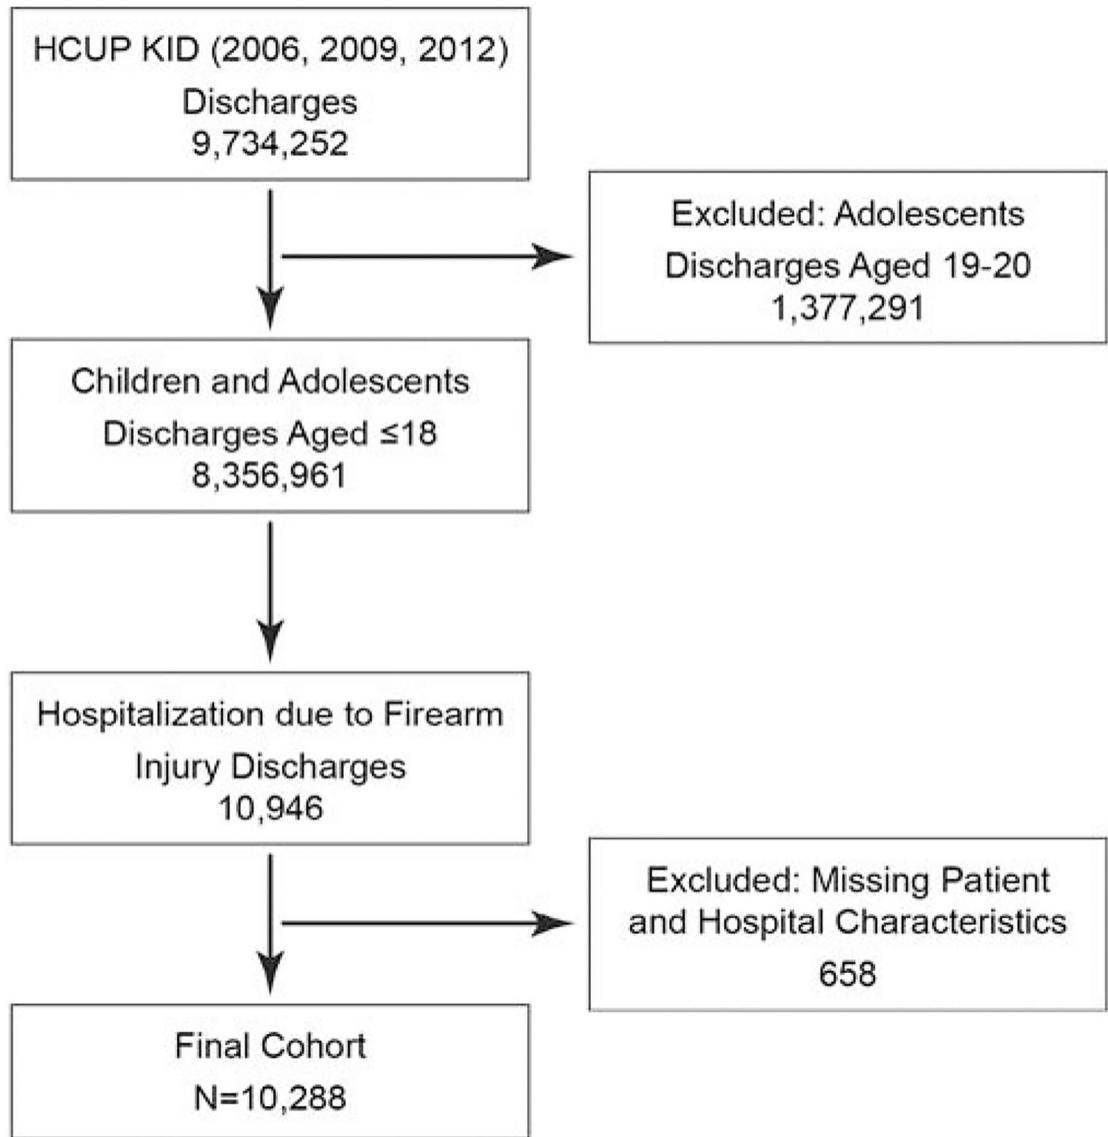 HCUP KID (2006, 2009, 2012)
Discharges
9,734,252
Excluded: Adolescents
Discharges Aged 19-20
1,377,291
Children and Adolescents
Discharges Aged ≤18
8,356,961
Hospitalization due to Firearm
Injury Discharges
10,946
Excluded: Missing Patient
and Hospital Characteristics
658
Final Cohort
N=10,288